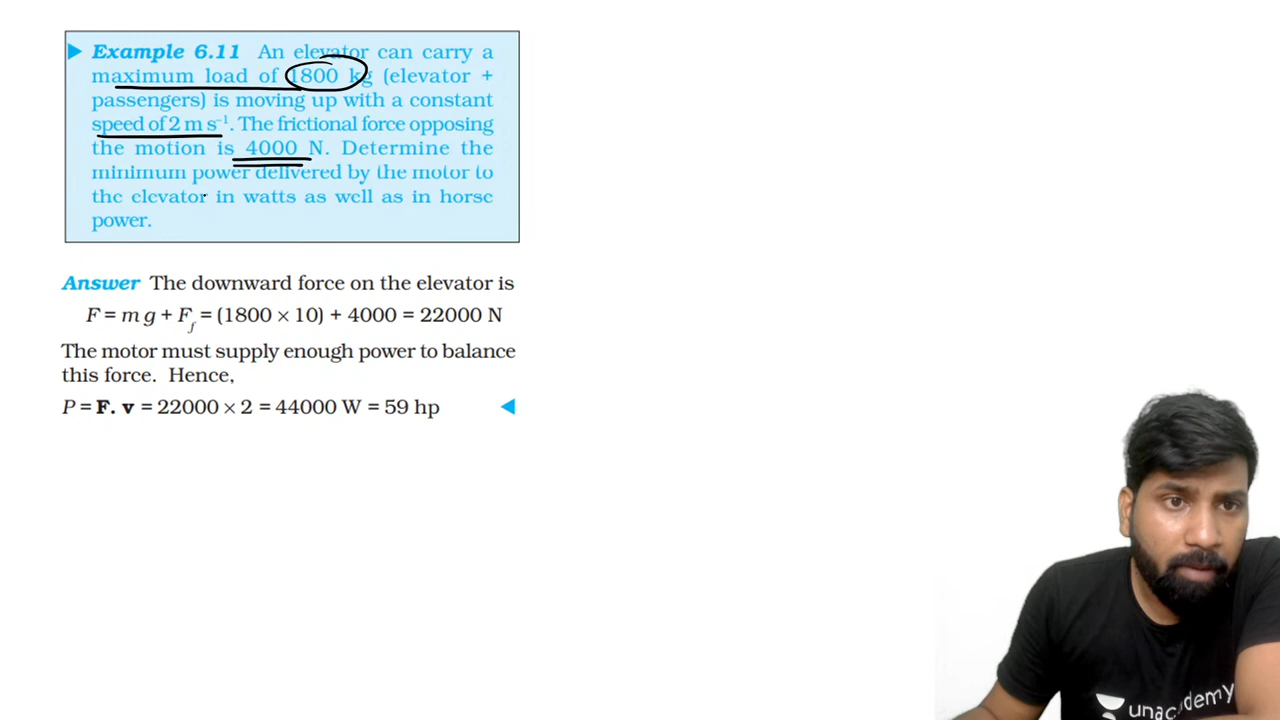 Example 6.11 An elevator can carry a
maximum load of 1800 kg (elevator +
passengers) is moving up with a constant
speed of 2 m s⁻¹. The frictional force opposing
the motion is 4000 N. Determine the
minimum power delivered by the motor to
the elevator in watts as well as in horse
power.
Answer The downward force on the elevator is
F = m g + F_f = (1800 × 10) + 4000 = 22000 N
The motor must supply enough power to balance
this force. Hence,
P = F. v = 22000 × 2 = 44000 W = 59 hp
unacademy